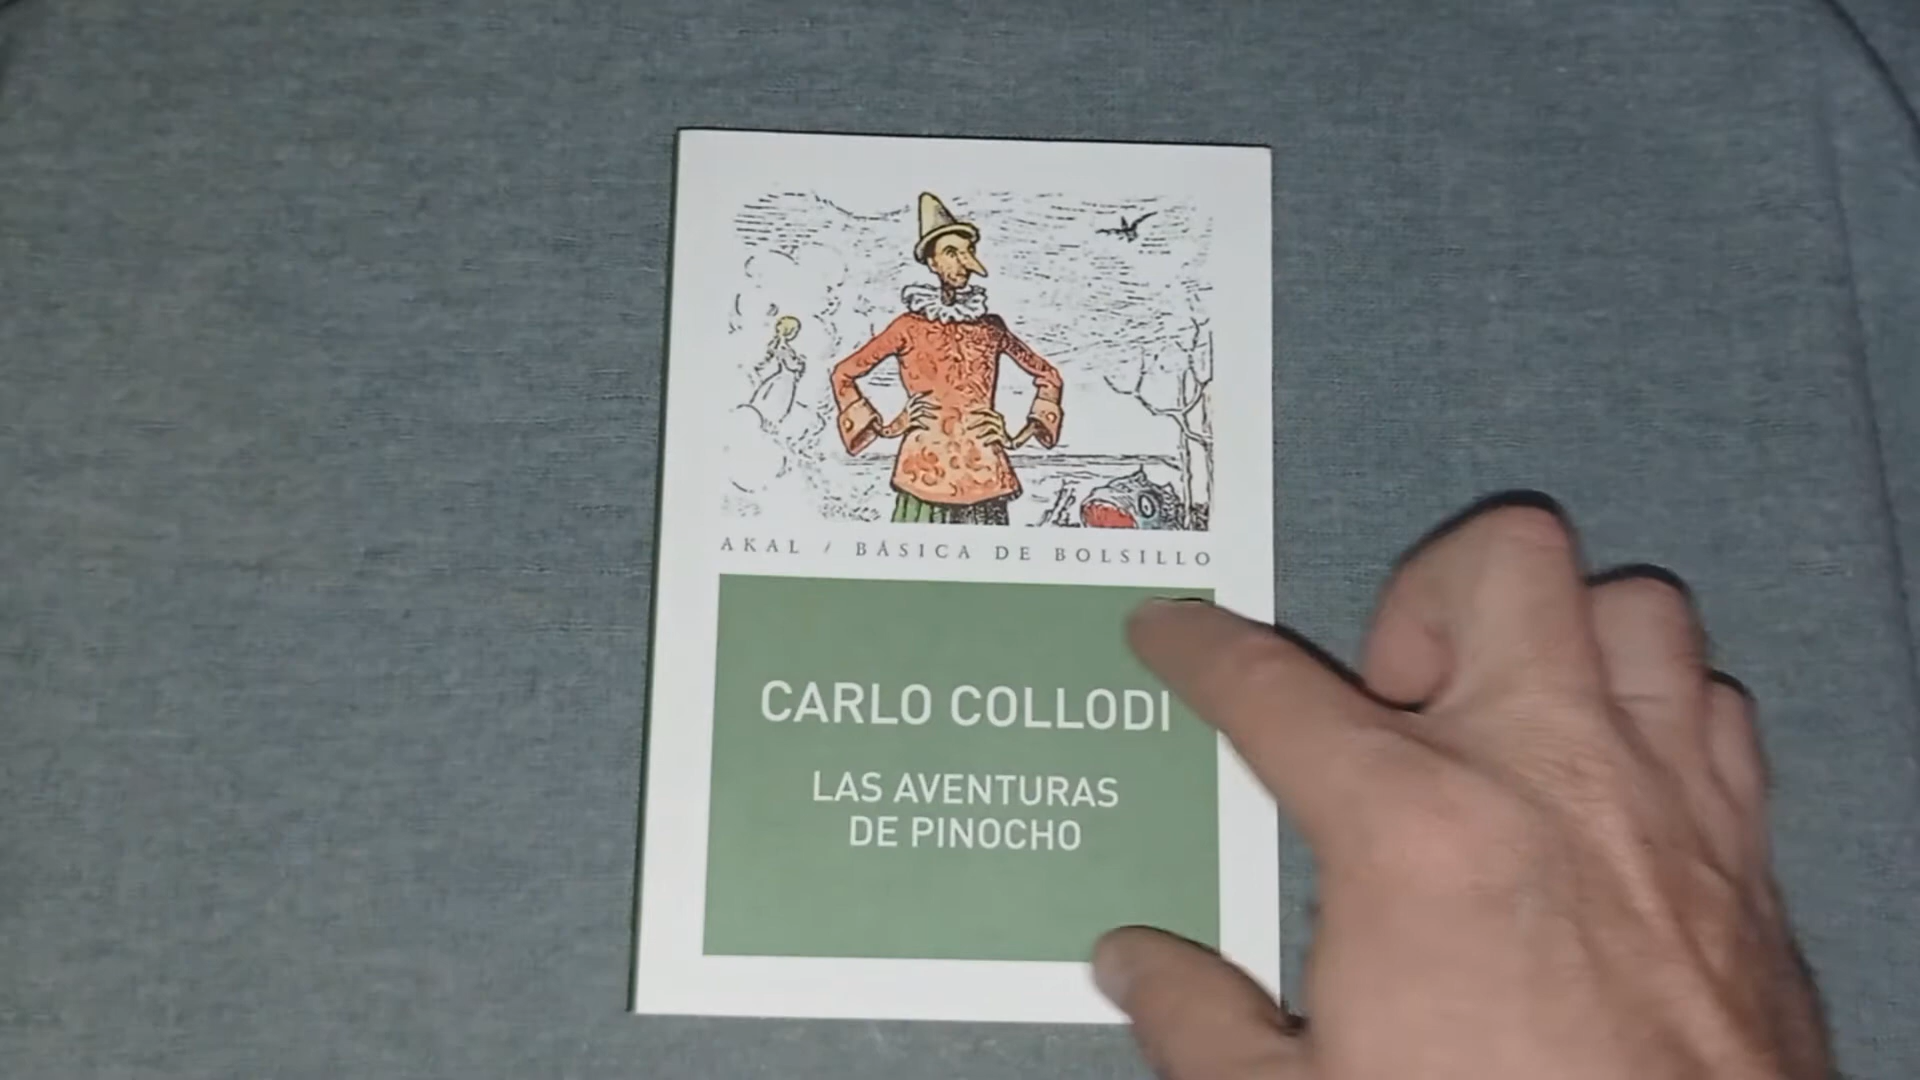 AKAL / BÁSICA DE BOLSILLO
CARLO COLLODI
LAS AVENTURAS
DE PINOCHO